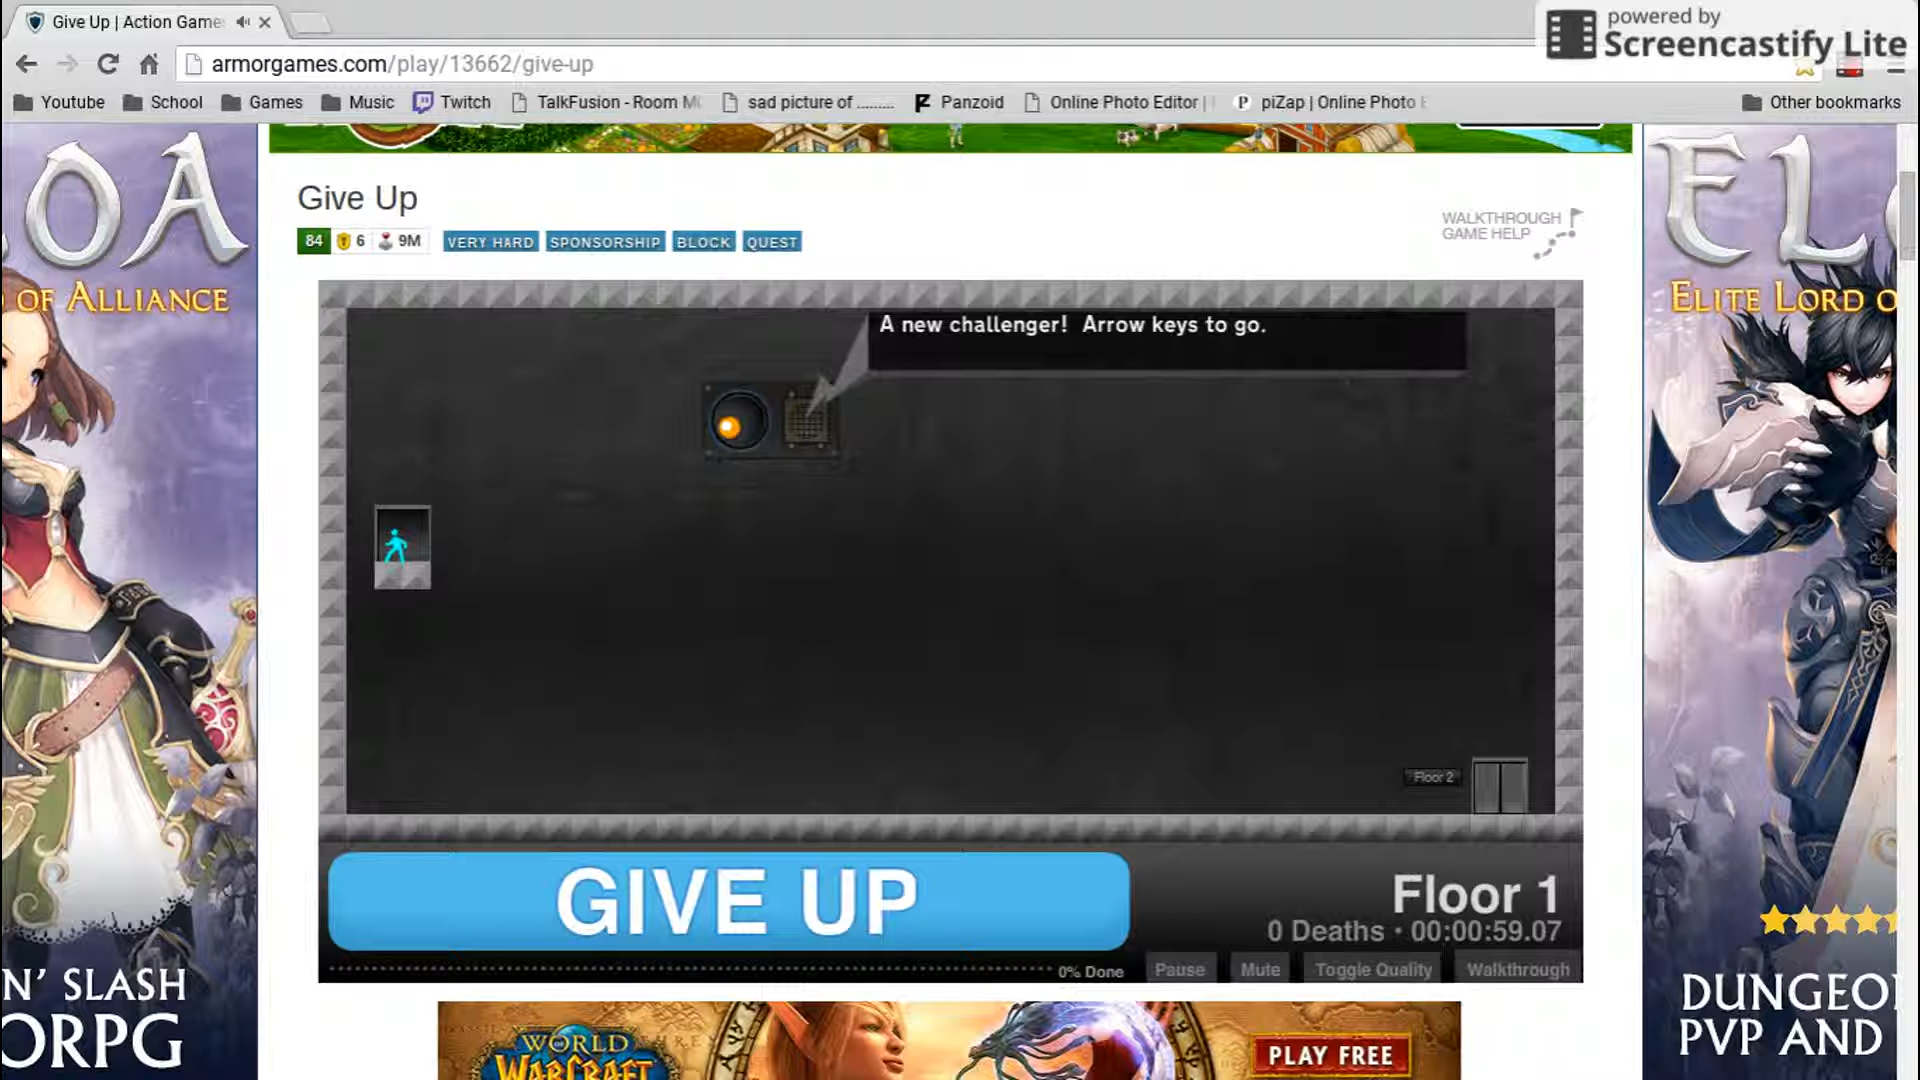 Give Up | Action Game
powered by
Screencastify Lite
armorgames.com/play/13662/give-up
Youtube School Games Music Twitch TalkFusion - Room M sad picture of ......... Panzoid Online Photo Editor | P piZap | Online Photo Other bookmarks
OA
OF ALLIANCE
N' SLASH
ORPG
Give Up
84 6 9M VERY HARD SPONSORSHIP BLOCK QUEST
WALKTHROUGH
GAME HELP
A new challenger! Arrow keys to go.
Floor 2
GIVE UP
Floor 1
0 Deaths • 00:00:59.07
0% Done Pause Mute Toggle Quality Walkthrough
WORLD
WARCRAFT
PLAY FREE
EL
ELITE LORD O
DUNGEO
PVP AND